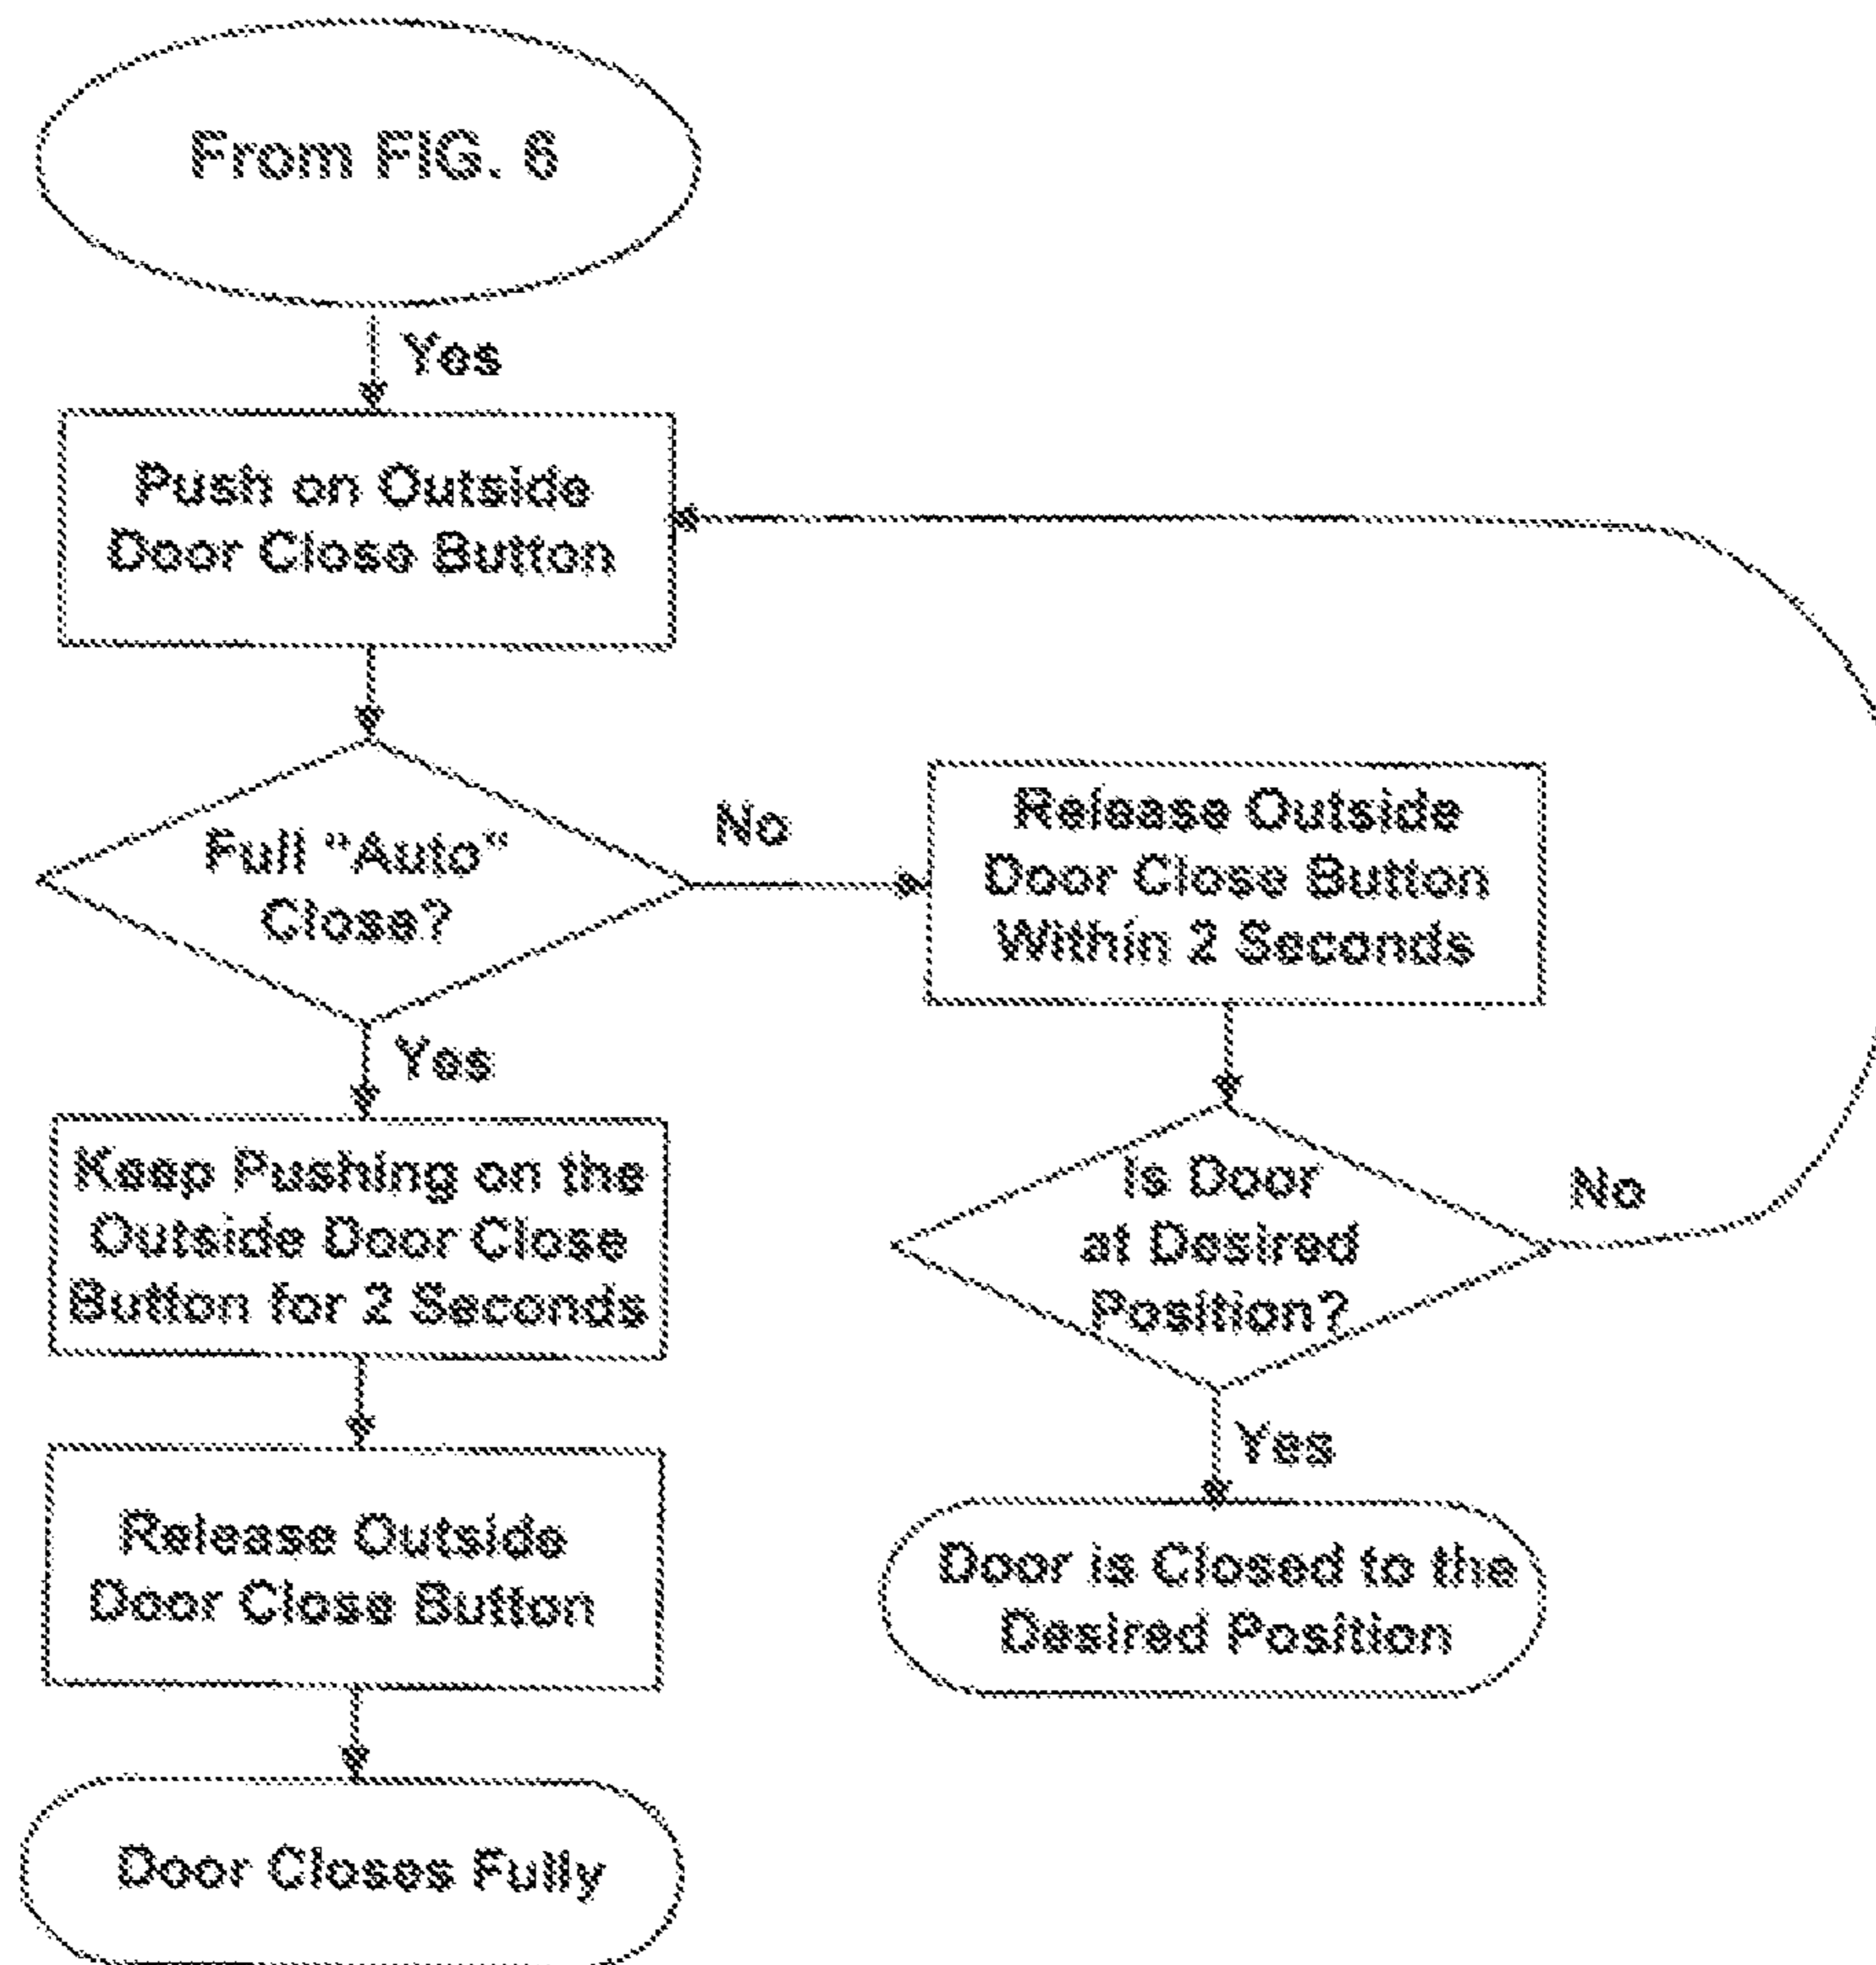 From FIG. 6
Yes
Push on Outside
Door Close Button
Full "Auto"
Close?
No
Release Outside
Door Close Button
Within 2 Seconds
Yes
Keep Pushing on the
Outside Door Close
Button for 2 Seconds
Is Door
at Desired
Position?
No
Yes
Release Outside
Door Close Button
Door is Closed to the
Desired Position
Door Closes Fully